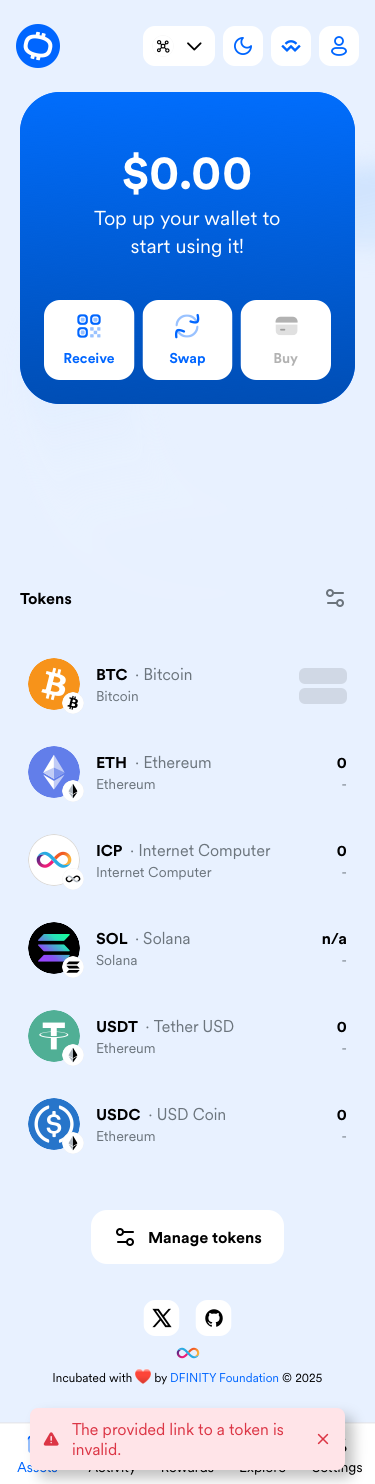 $0.00
Top up your wallet to
start using it!
Receive Swap Buy
Tokens
BTC · Bitcoin
Bitcoin
ETH · Ethereum 0
Ethereum -
ICP · Internet Computer 0
Internet Computer -
SOL · Solana n/a
Solana -
USDT · Tether USD 0
Ethereum -
USDC · USD Coin 0
Ethereum -
Manage tokens
Incubated with ❤️ by DFINITY Foundation © 2025
The provided link to a token is
invalid.
Assets Activity Rewards Explore Settings